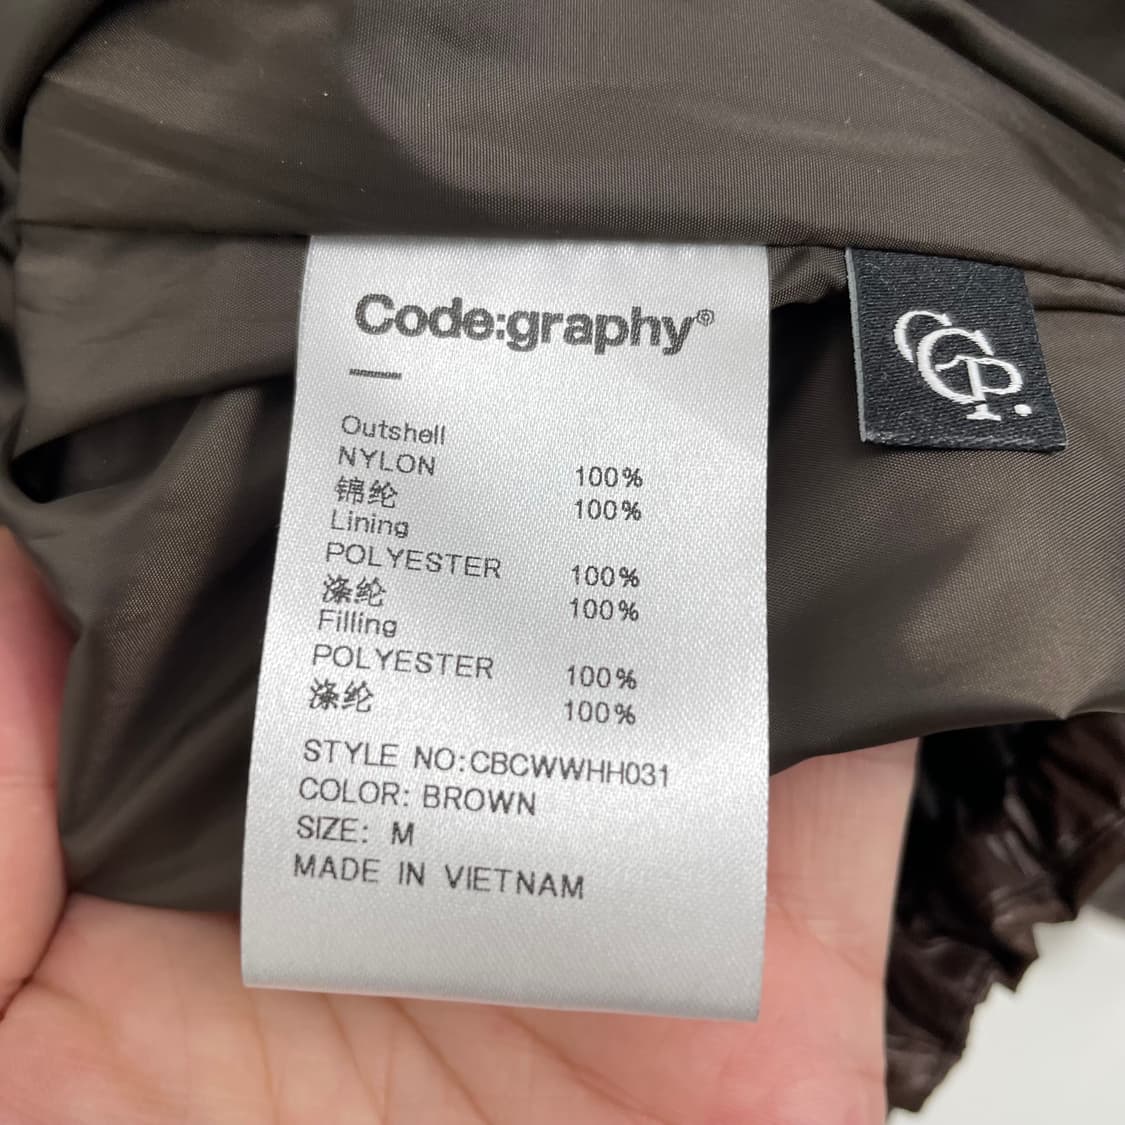 Code:graphy®
Outshell
NYLON 100%
锦纶 100%
Lining
POLYESTER 100%
涤纶 100%
Filling
POLYESTER 100%
涤纶 100%
STYLE NO:CBCWWHH031
COLOR: BROWN
SIZE: M
MADE IN VIETNAM
CGP.